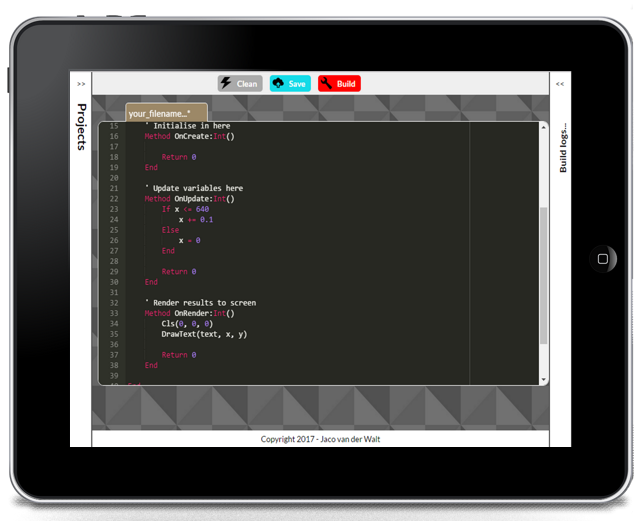 >>
Clean
Save
Build
<<
Projects
Build logs...
your_filename...*
15 ' Initialise in here
16 Method OnCreate:Int()
17
18 Return 0
19 End
20
21 ' Update variables here
22 Method OnUpdate:Int()
23 If x <= 640
24 x += 0.1
25 Else
26 x = 0
27 End
28
29 Return 0
30 End
31
32 ' Render results to screen
33 Method OnRender:Int()
34 Cls(0, 0, 0)
35 DrawText(text, x, y)
36
37 Return 0
38 End
39
40 End
Copyright 2017 - Jaco van der Walt